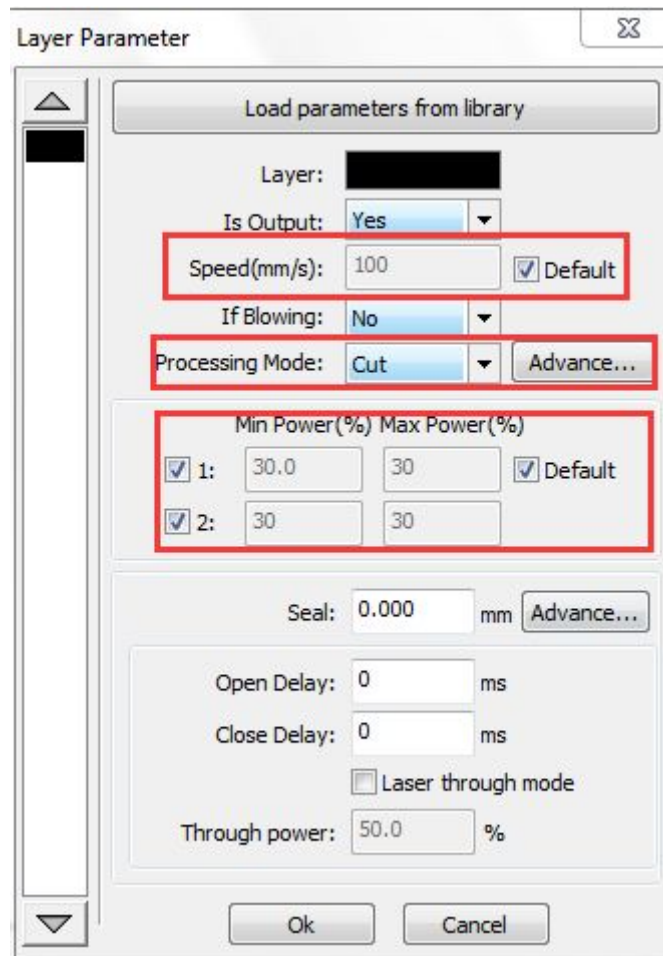 Layer Parameter
Load parameters from library
Layer:
Is Output: Yes
Speed(mm/s): 100 Default
If Blowing: No
Processing Mode: Cut Advance...
Min Power(%) Max Power(%)
1: 30.0 30 Default
2: 30 30
Seal: 0.000 mm Advance...
Open Delay: 0 ms
Close Delay: 0 ms
Laser through mode
Through power: 50.0 %
Ok Cancel